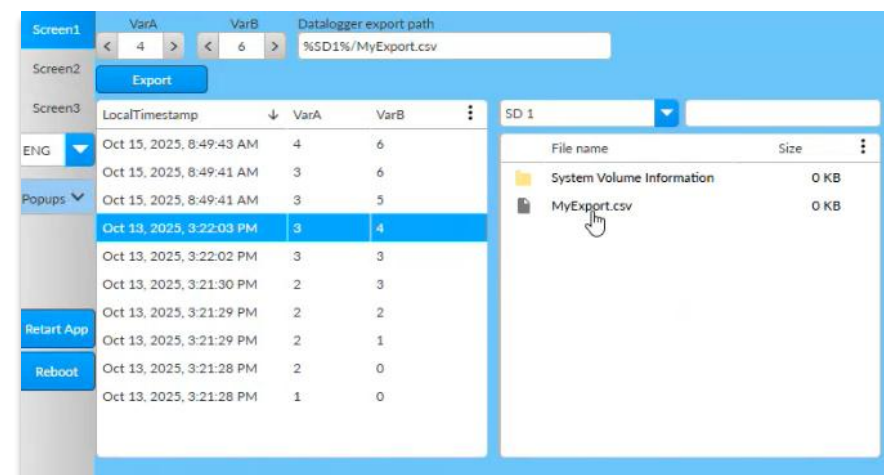 Screen1
Screen2
Screen3
ENG
Popups
Retart App
Reboot
VarA VarB Datalogger export path
< 4 > < 6 > %SD1%/MyExport.csv
Export
LocalTimestamp VarA VarB
Oct 15, 2025, 8:49:43 AM 4 6
Oct 15, 2025, 8:49:41 AM 3 6
Oct 15, 2025, 8:49:41 AM 3 5
Oct 13, 2025, 3:22:03 PM 3 4
Oct 13, 2025, 3:22:02 PM 3 3
Oct 13, 2025, 3:21:30 PM 2 3
Oct 13, 2025, 3:21:29 PM 2 2
Oct 13, 2025, 3:21:29 PM 2 1
Oct 13, 2025, 3:21:28 PM 2 0
Oct 13, 2025, 3:21:28 PM 1 0
SD 1
File name Size
System Volume Information 0 KB
MyExport.csv 0 KB